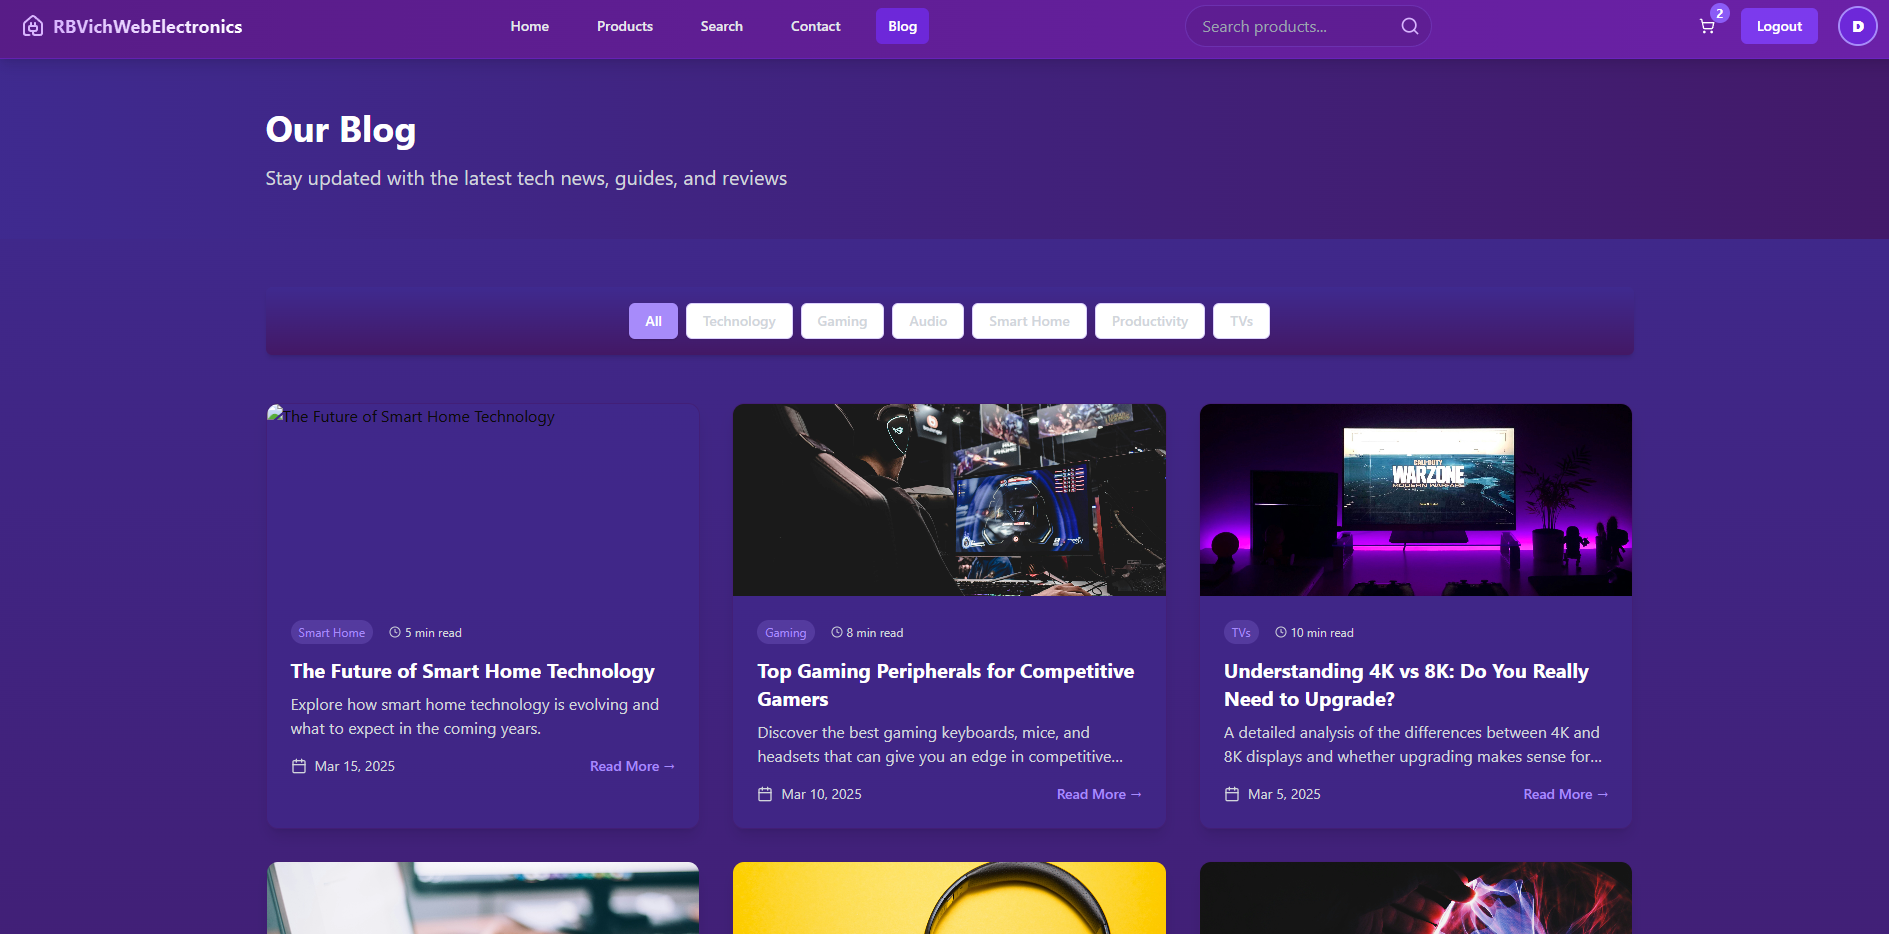 RBVichWebElectronics
Home
Products
Search
Contact
Blog
Search products...
2
Logout
D
Our Blog
Stay updated with the latest tech news, guides, and reviews
All
Technology
Gaming
Audio
Smart Home
Productivity
TVs
The Future of Smart Home Technology
CALL OF DUTY
WARZONE
MODERN WARFARE
Smart Home
5 min read
The Future of Smart Home Technology
Explore how smart home technology is evolving and
what to expect in the coming years.
Mar 15, 2025
Read More →
Gaming
8 min read
Top Gaming Peripherals for Competitive
Gamers
Discover the best gaming keyboards, mice, and
headsets that can give you an edge in competitive...
Mar 10, 2025
Read More →
TVs
10 min read
Understanding 4K vs 8K: Do You Really
Need to Upgrade?
A detailed analysis of the differences between 4K and
8K displays and whether upgrading makes sense for...
Mar 5, 2025
Read More →